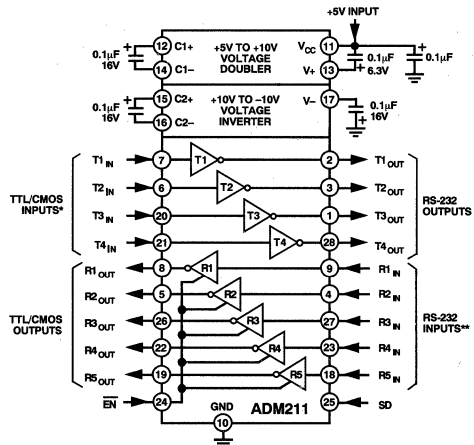 +5V INPUT
0.1μF
16V
12 C1+
14 C1–
+5V TO +10V
VOLTAGE
DOUBLER
VCC 11
V+ 13
0.1μF
6.3V
0.1μF
0.1μF
16V
15 C2+
16 C2–
+10V TO –10V
VOLTAGE
INVERTER
V– 17
0.1μF
16V
TTL/CMOS
INPUTS*
T1IN 7 T1 2 T1OUT
T2IN 6 T2 3 T2OUT
T3IN 20 T3 1 T3OUT
T4IN 21 T4 28 T4OUT
RS-232
OUTPUTS
TTL/CMOS
OUTPUTS
R1OUT 8 R1 9 R1IN
R2OUT 5 R2 4 R2IN
R3OUT 26 R3 27 R3IN
R4OUT 22 R4 23 R4IN
R5OUT 19 R5 18 R5IN
RS-232
INPUTS**
EN 24 GND 10 ADM211 25 SD